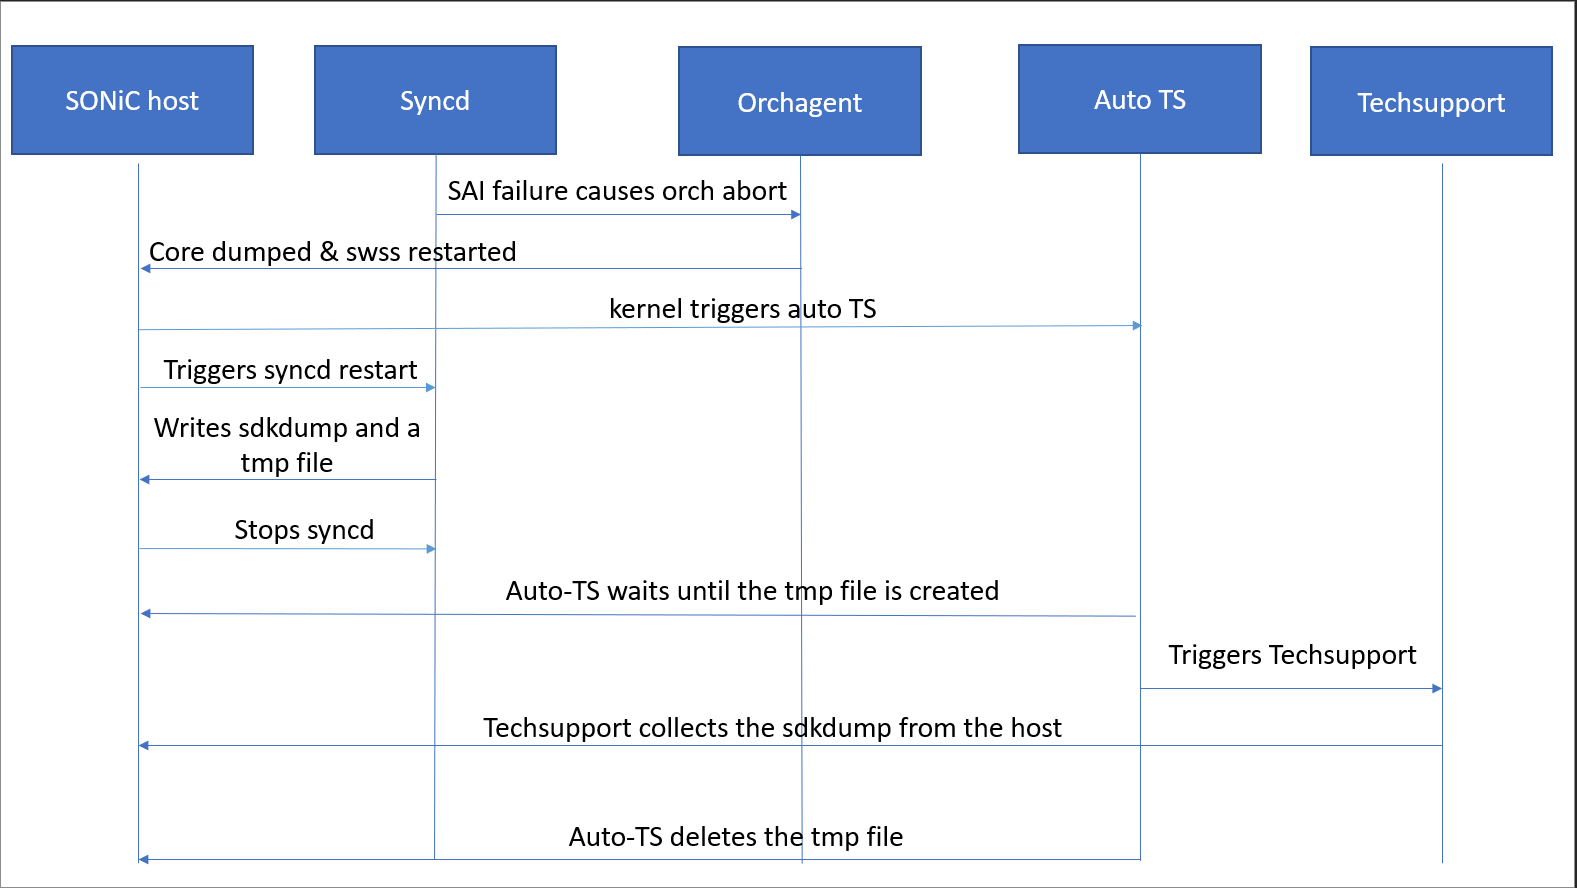 SONiC host
Syncd
Orchagent
Auto TS
Techsupport
SAI failure causes orch abort
Core dumped & swss restarted
kernel triggers auto TS
Triggers syncd restart
Writes sdkdump and a
tmp file
Stops syncd
Auto-TS waits until the tmp file is created
Triggers Techsupport
Techsupport collects the sdkdump from the host
Auto-TS deletes the tmp file